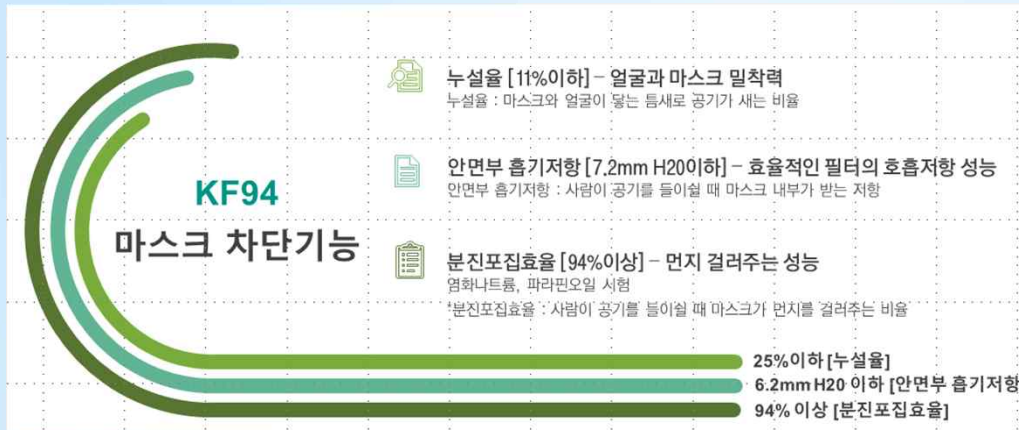 누설율 [11%이하] - 얼굴과 마스크 밀착력
누설율 : 마스크와 얼굴이 닿는 틈새로 공기가 새는 비율
안면부 흡기저항 [7.2mm H20이하] - 효율적인 필터의 호흡저항 성능
안면부 흡기저항 : 사람이 공기를 들이쉴 때 마스크 내부가 받는 저항
KF94
마스크 차단기능
분진포집효율 [94%이상] - 먼지 걸러주는 성능
염화나트륨, 파라핀오일 시험
*분진포집효율 : 사람이 공기를 들이쉴 때 마스크가 먼지를 걸러주는 비율
25%이하 [누설율]
6.2mm H20 이하 [안면부 흡기저항
94% 이상 [분진포집효율]